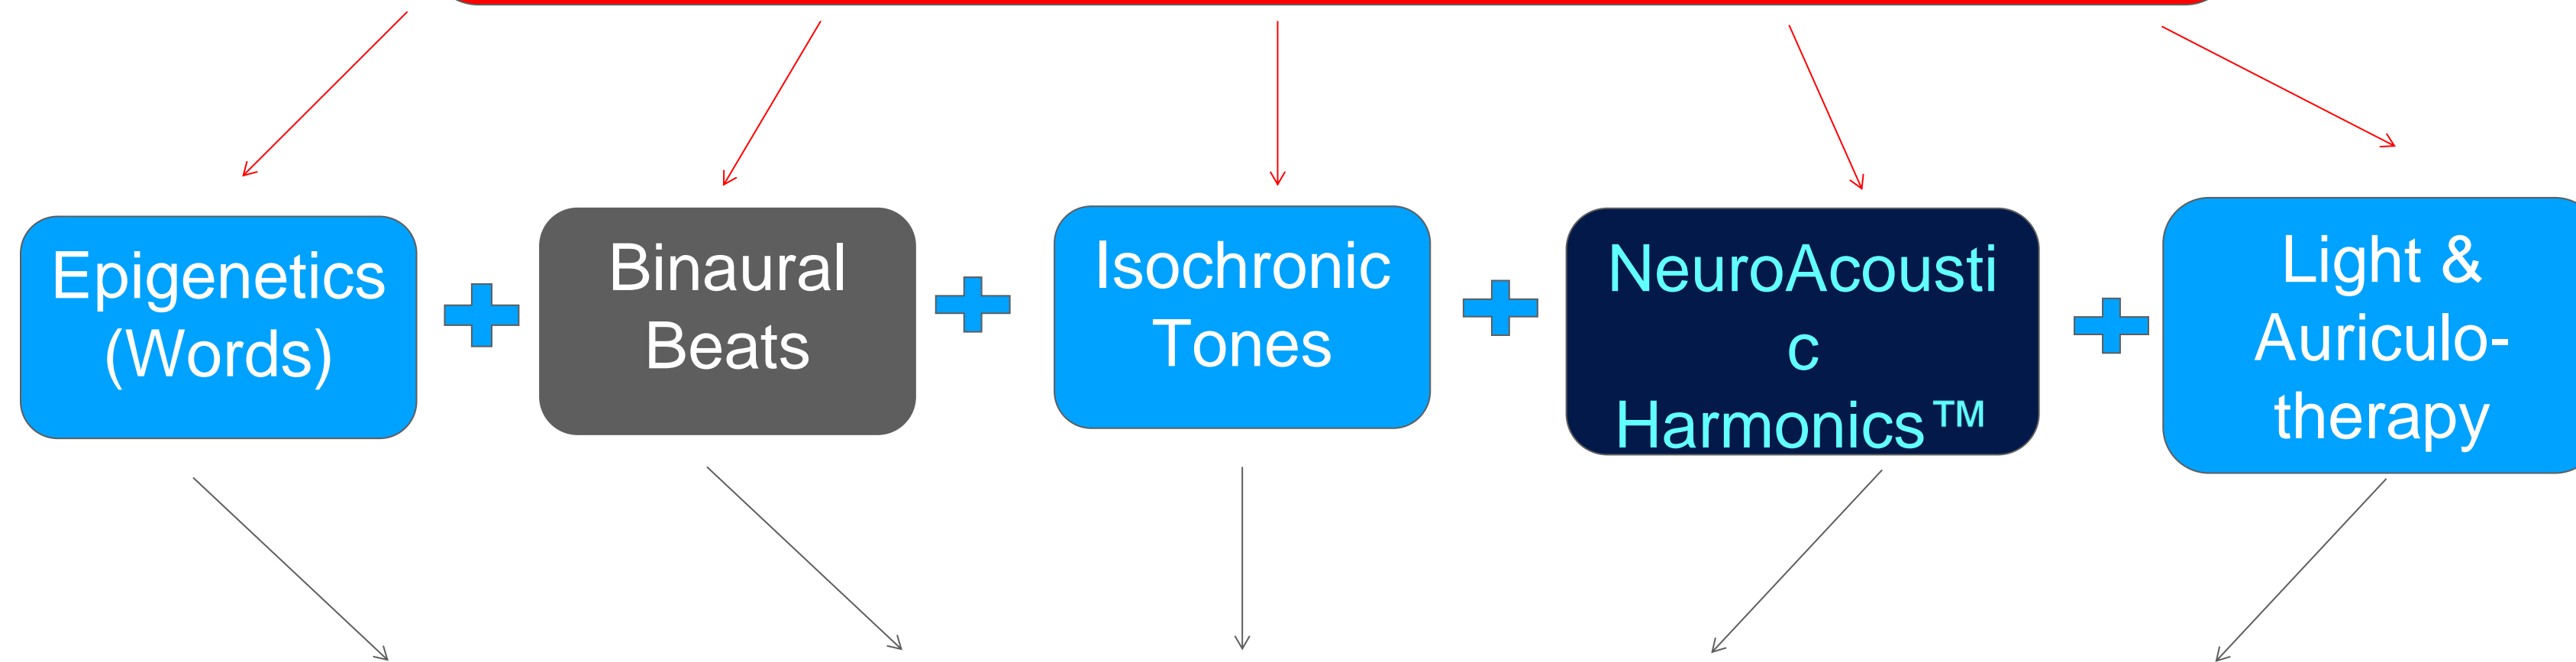 Epigenetics
(Words)
Binaural
Beats
Isochronic
Tones
NeuroAcousti
c
Harmonics™
Light &
Auriculo-
therapy